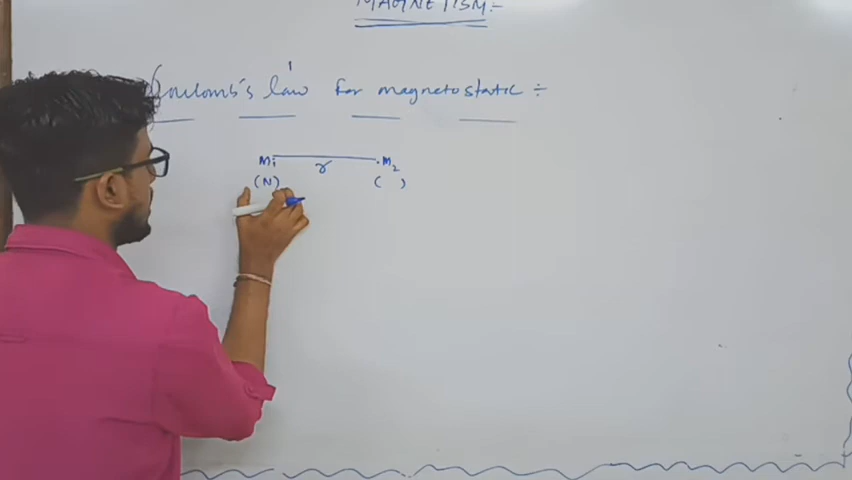 MAGNETISM:-
Coulomb's law for magnetostatic ÷
M₁ r M₂
(N) ( )